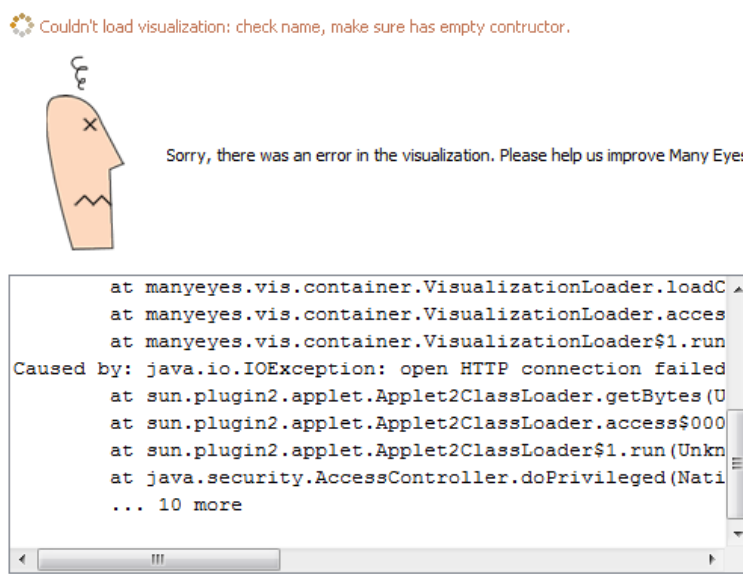 Couldn't load visualization: check name, make sure has empty contructor.
Sorry, there was an error in the visualization. Please help us improve Many Eyes
at manyeyes.vis.container.VisualizationLoader.loadC
at manyeyes.vis.container.VisualizationLoader.acces
at manyeyes.vis.container.VisualizationLoader$1.run
Caused by: java.io.IOException: open HTTP connection failed
at sun.plugin2.applet.Applet2ClassLoader.getBytes(U
at sun.plugin2.applet.Applet2ClassLoader.access$000
at sun.plugin2.applet.Applet2ClassLoader$1.run(Unkn
at java.security.AccessController.doPrivileged(Nati
... 10 more